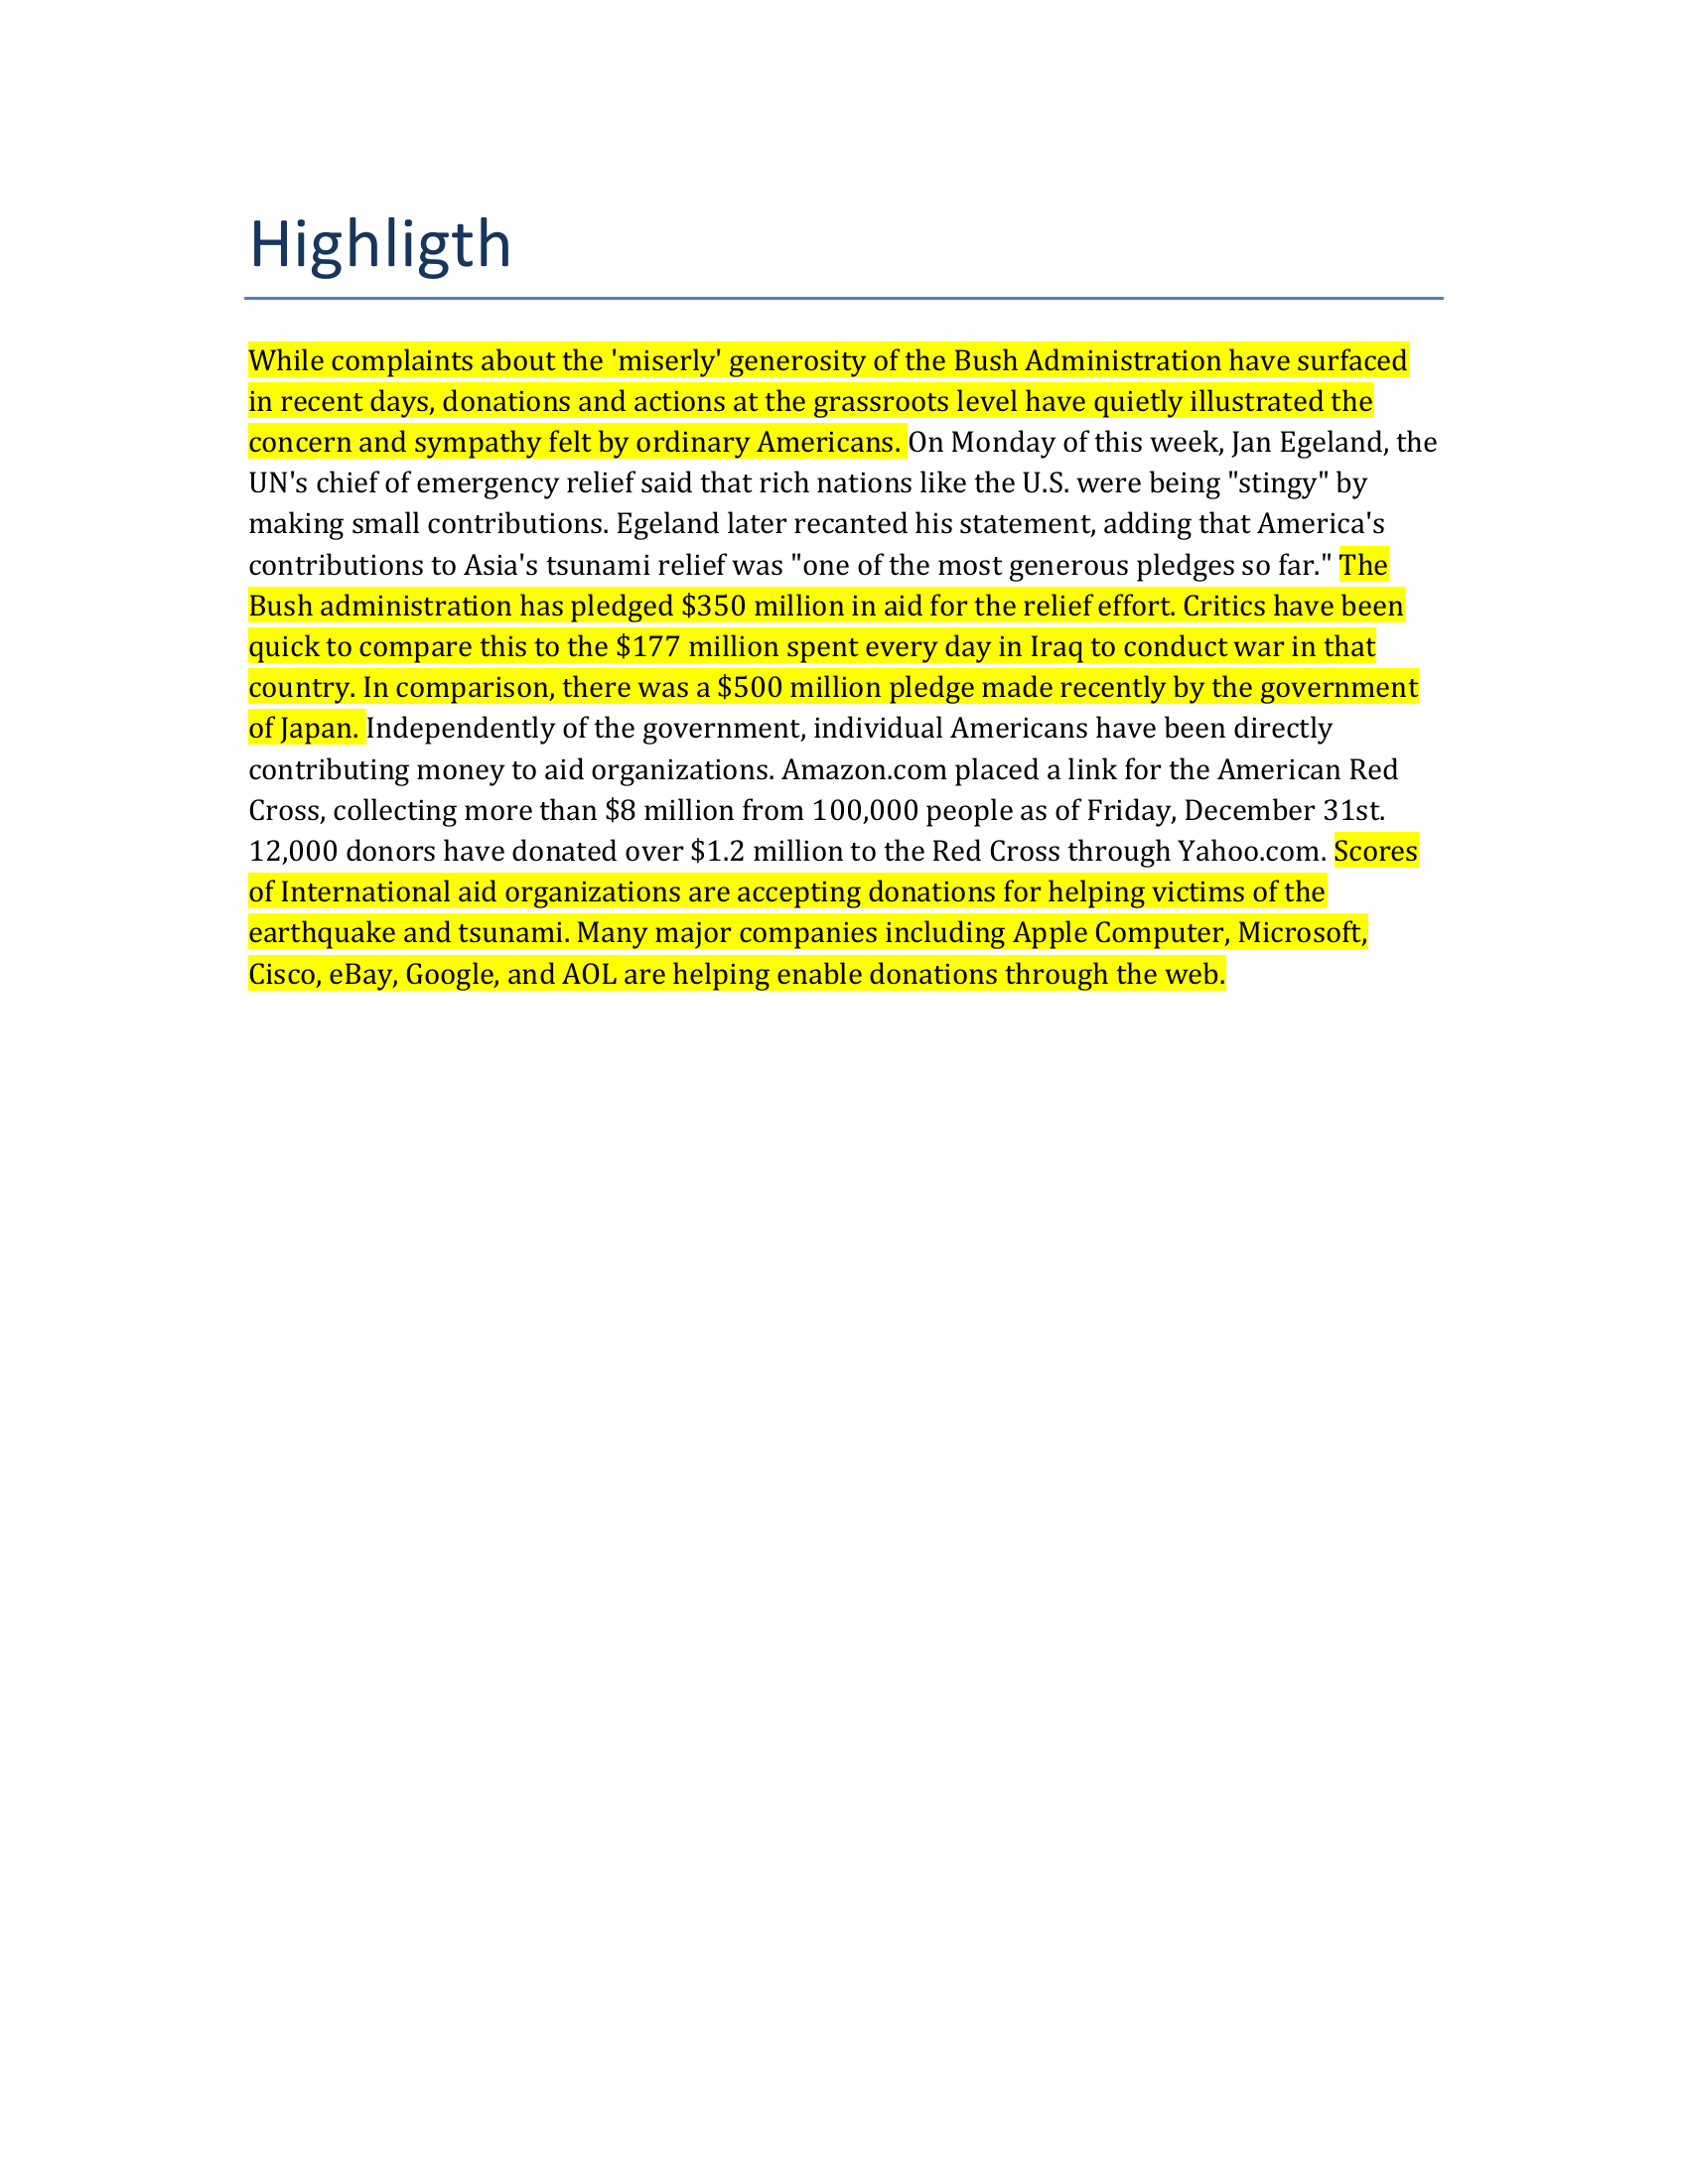 Highligth
While complaints about the 'miserly' generosity of the Bush Administration have surfaced
in recent days, donations and actions at the grassroots level have quietly illustrated the
concern and sympathy felt by ordinary Americans. On Monday of this week, Jan Egeland, the
UN's chief of emergency relief said that rich nations like the U.S. were being "stingy" by
making small contributions. Egeland later recanted his statement, adding that America's
contributions to Asia's tsunami relief was "one of the most generous pledges so far." The
Bush administration has pledged $350 million in aid for the relief effort. Critics have been
quick to compare this to the $177 million spent every day in Iraq to conduct war in that
country. In comparison, there was a $500 million pledge made recently by the government
of Japan. Independently of the government, individual Americans have been directly
contributing money to aid organizations. Amazon.com placed a link for the American Red
Cross, collecting more than $8 million from 100,000 people as of Friday, December 31st.
12,000 donors have donated over $1.2 million to the Red Cross through Yahoo.com. Scores
of International aid organizations are accepting donations for helping victims of the
earthquake and tsunami. Many major companies including Apple Computer, Microsoft,
Cisco, eBay, Google, and AOL are helping enable donations through the web.